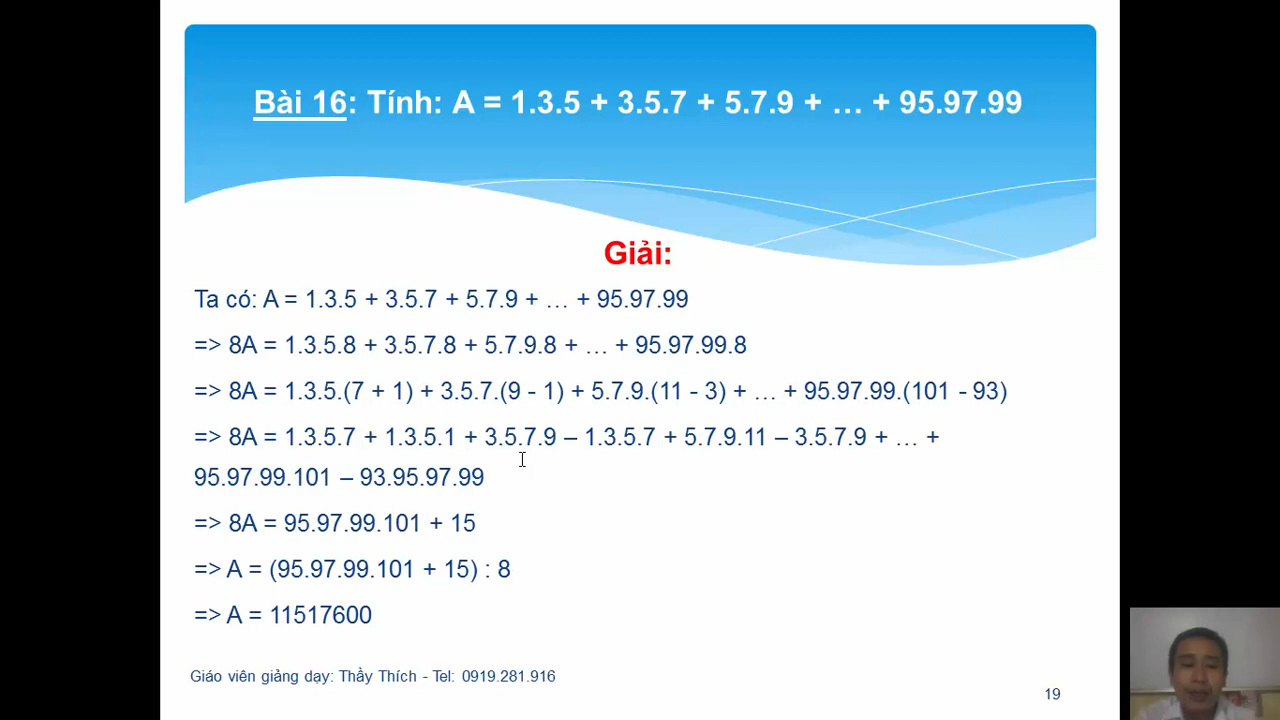 Bài 16: Tính: A = 1.3.5 + 3.5.7 + 5.7.9 + … + 95.97.99
Giải:
Ta có: A = 1.3.5 + 3.5.7 + 5.7.9 + … + 95.97.99
=> 8A = 1.3.5.8 + 3.5.7.8 + 5.7.9.8 + … + 95.97.99.8
=> 8A = 1.3.5.(7 + 1) + 3.5.7.(9 - 1) + 5.7.9.(11 - 3) + … + 95.97.99.(101 - 93)
=> 8A = 1.3.5.7 + 1.3.5.1 + 3.5.7.9 – 1.3.5.7 + 5.7.9.11 – 3.5.7.9 + … +
95.97.99.101 – 93.95.97.99
=> 8A = 95.97.99.101 + 15
=> A = (95.97.99.101 + 15) : 8
=> A = 11517600
Giáo viên giảng dạy: Thầy Thích - Tel: 0919.281.916
19